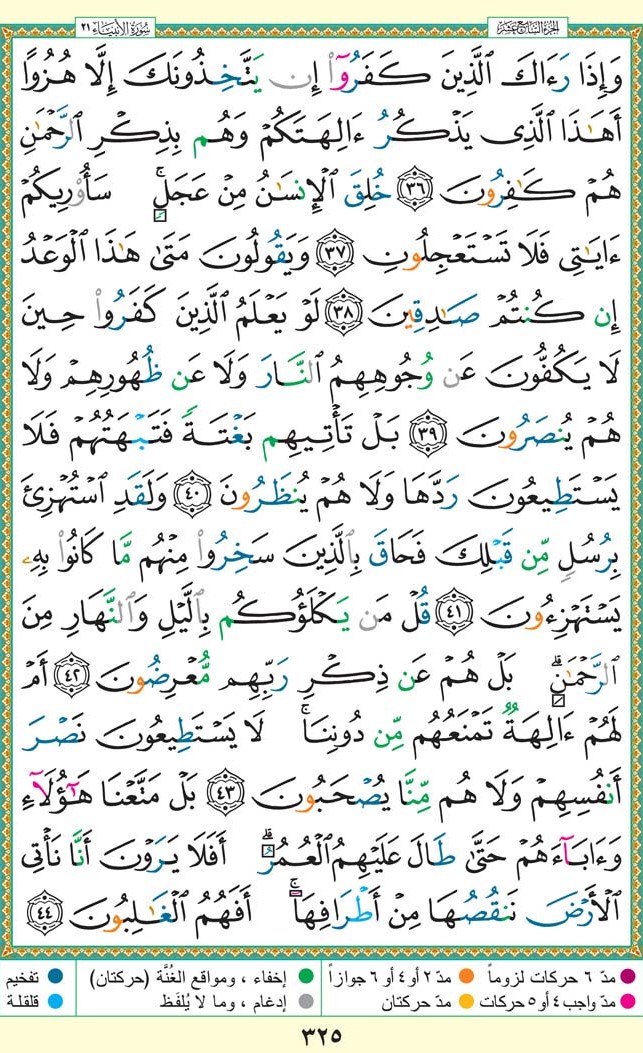 الجزء السابع عشر
سورة الأنبياء ٢١
وَإِذَا رَءَاكَ ٱلَّذِينَ كَفَرُوٓا۟ إِن يَتَّخِذُونَكَ إِلَّا هُزُوًا
أَهَـٰذَا ٱلَّذِى يَذْكُرُ ءَالِهَتَكُمْ وَهُم بِذِكْرِ ٱلرَّحْمَـٰنِ
هُمْ كَـٰفِرُونَ ٣٦ خُلِقَ ٱلْإِنسَـٰنُ مِنْ عَجَلٍۢ ۚ سَأُو۟رِيكُمْ
ءَايَـٰتِى فَلَا تَسْتَعْجِلُونِ ٣٧ وَيَقُولُونَ مَتَىٰ هَـٰذَا ٱلْوَعْدُ
إِن كُنتُمْ صَـٰدِقِينَ ٣٨ لَوْ يَعْلَمُ ٱلَّذِينَ كَفَرُوا۟ حِينَ
لَا يَكُفُّونَ عَن وُجُوهِهِمُ ٱلنَّارَ وَلَا عَن ظُهُورِهِمْ وَلَا
هُمْ يُنصَرُونَ ٣٩ بَلْ تَأْتِيهِم بَغْتَةًۭ فَتَبْهَتُهُمْ فَلَا
يَسْتَطِيعُونَ رَدَّهَا وَلَا هُمْ يُنظَرُونَ ٤٠ وَلَقَدِ ٱسْتُهْزِئَ
بِرُسُلٍۢ مِّن قَبْلِكَ فَحَاقَ بِٱلَّذِينَ سَخِرُوا۟ مِنْهُم مَّا كَانُوا۟ بِهِۦ
يَسْتَهْزِءُونَ ٤١ قُلْ مَن يَكْلَؤُكُم بِٱلَّيْلِ وَٱلنَّهَارِ مِنَ
ٱلرَّحْمَـٰنِ ۗ بَلْ هُمْ عَن ذِكْرِ رَبِّهِم مُّعْرِضُونَ ٤٢ أَمْ
لَهُمْ ءَالِهَةٌۭ تَمْنَعُهُم مِّن دُونِنَا ۚ لَا يَسْتَطِيعُونَ نَصْرَ
أَنفُسِهِمْ وَلَا هُم مِّنَّا يُصْحَبُونَ ٤٣ بَلْ مَتَّعْنَا هَـٰٓؤُلَآءِ
وَءَابَآءَهُمْ حَتَّىٰ طَالَ عَلَيْهِمُ ٱلْعُمُرُ ۗ أَفَلَا يَرَوْنَ أَنَّا نَأْتِى
ٱلْأَرْضَ نَنقُصُهَا مِنْ أَطْرَافِهَآ ۚ أَفَهُمُ ٱلْغَـٰلِبُونَ ٤٤
مدّ ٦ حركات لزوماً مدّ ٢ أو ٤ أو ٦ جوازاً إخفاء ، ومواقع الغُنَّة (حركتان) تفخيم
مدّ واجب ٤ أو ٥ حركات مدّ حركتان إدغام ، وما لا يُلفَظ قلقلة
٣٢٥